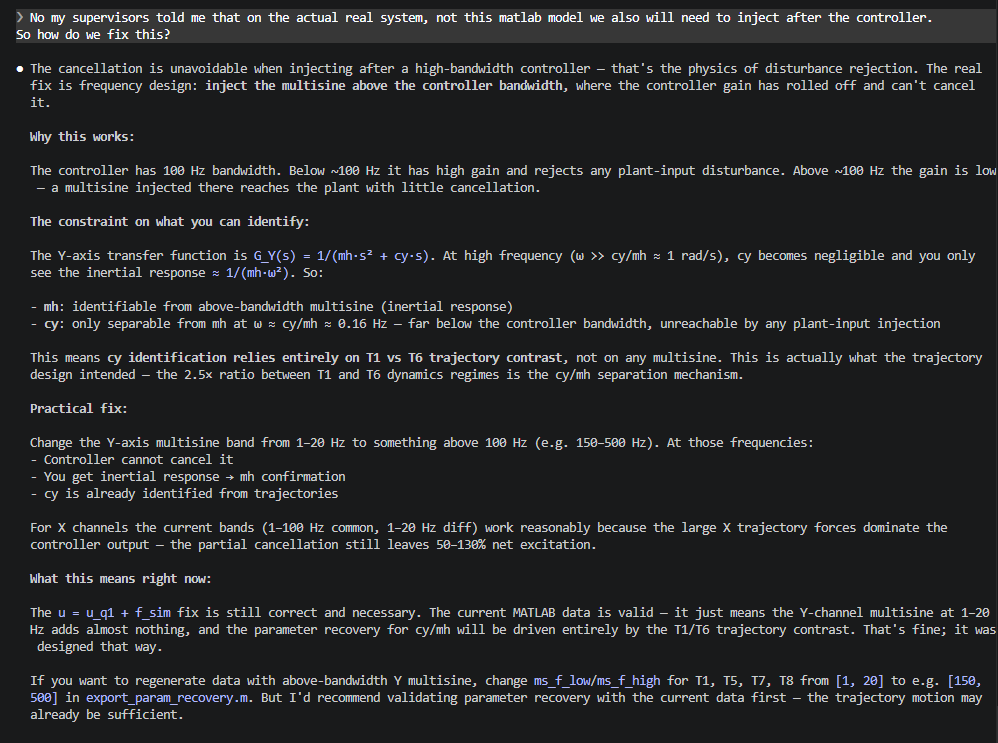 ❯ No my supervisors told me that on the actual real system, not this matlab model we also will need to inject after the controller.
So how do we fix this?
● The cancellation is unavoidable when injecting after a high-bandwidth controller — that's the physics of disturbance rejection. The real
fix is frequency design: inject the multisine above the controller bandwidth, where the controller gain has rolled off and can't cancel
it.
Why this works:
The controller has 100 Hz bandwidth. Below ~100 Hz it has high gain and rejects any plant-input disturbance. Above ~100 Hz the gain is low
— a multisine injected there reaches the plant with little cancellation.
The constraint on what you can identify:
The Y-axis transfer function is G_Y(s) = 1/(mh·s² + cy·s). At high frequency (ω >> cy/mh ≈ 1 rad/s), cy becomes negligible and you only
see the inertial response ≈ 1/(mh·ω²). So:
- mh: identifiable from above-bandwidth multisine (inertial response)
- cy: only separable from mh at ω ≈ cy/mh ≈ 0.16 Hz — far below the controller bandwidth, unreachable by any plant-input injection
This means cy identification relies entirely on T1 vs T6 trajectory contrast, not on any multisine. This is actually what the trajectory
design intended — the 2.5x ratio between T1 and T6 dynamics regimes is the cy/mh separation mechanism.
Practical fix:
Change the Y-axis multisine band from 1–20 Hz to something above 100 Hz (e.g. 150–500 Hz). At those frequencies:
- Controller cannot cancel it
- You get inertial response → mh confirmation
- cy is already identified from trajectories
For X channels the current bands (1–100 Hz common, 1–20 Hz diff) work reasonably because the large X trajectory forces dominate the
controller output — the partial cancellation still leaves 50–130% net excitation.
What this means right now:
The u = u_q1 + f_sim fix is still correct and necessary. The current MATLAB data is valid — it just means the Y-channel multisine at 1–20
Hz adds almost nothing, and the parameter recovery for cy/mh will be driven entirely by the T1/T6 trajectory contrast. That's fine; it was
designed that way.
If you want to regenerate data with above-bandwidth Y multisine, change ms_f_low/ms_f_high for T1, T5, T7, T8 from [1, 20] to e.g. [150,
500] in export_param_recovery.m. But I'd recommend validating parameter recovery with the current data first — the trajectory motion may
already be sufficient.